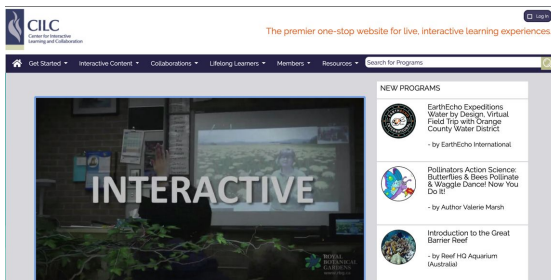 CILC
Center for Interactive
Learning and Collaboration
Log In
The premier one-stop website for live, interactive learning experiences
Get Started
Interactive Content
Collaborations
Lifelong Learners
Members
Resources
Search for Programs
INTERACTIVE
ROYAL
BOTANICAL
GARDENS
NEW PROGRAMS
EarthEcho Expeditions
Water by Design, Virtual
Field Trip with Orange
County Water District
- by EarthEcho International
Pollinators Action Science:
Butterflies & Bees Pollinate
& Waggle Dance! Now You
Do It!
- by Author Valerie Marsh
Introduction to the Great
Barrier Reef
- by Reef HQ Aquarium
(Australia)